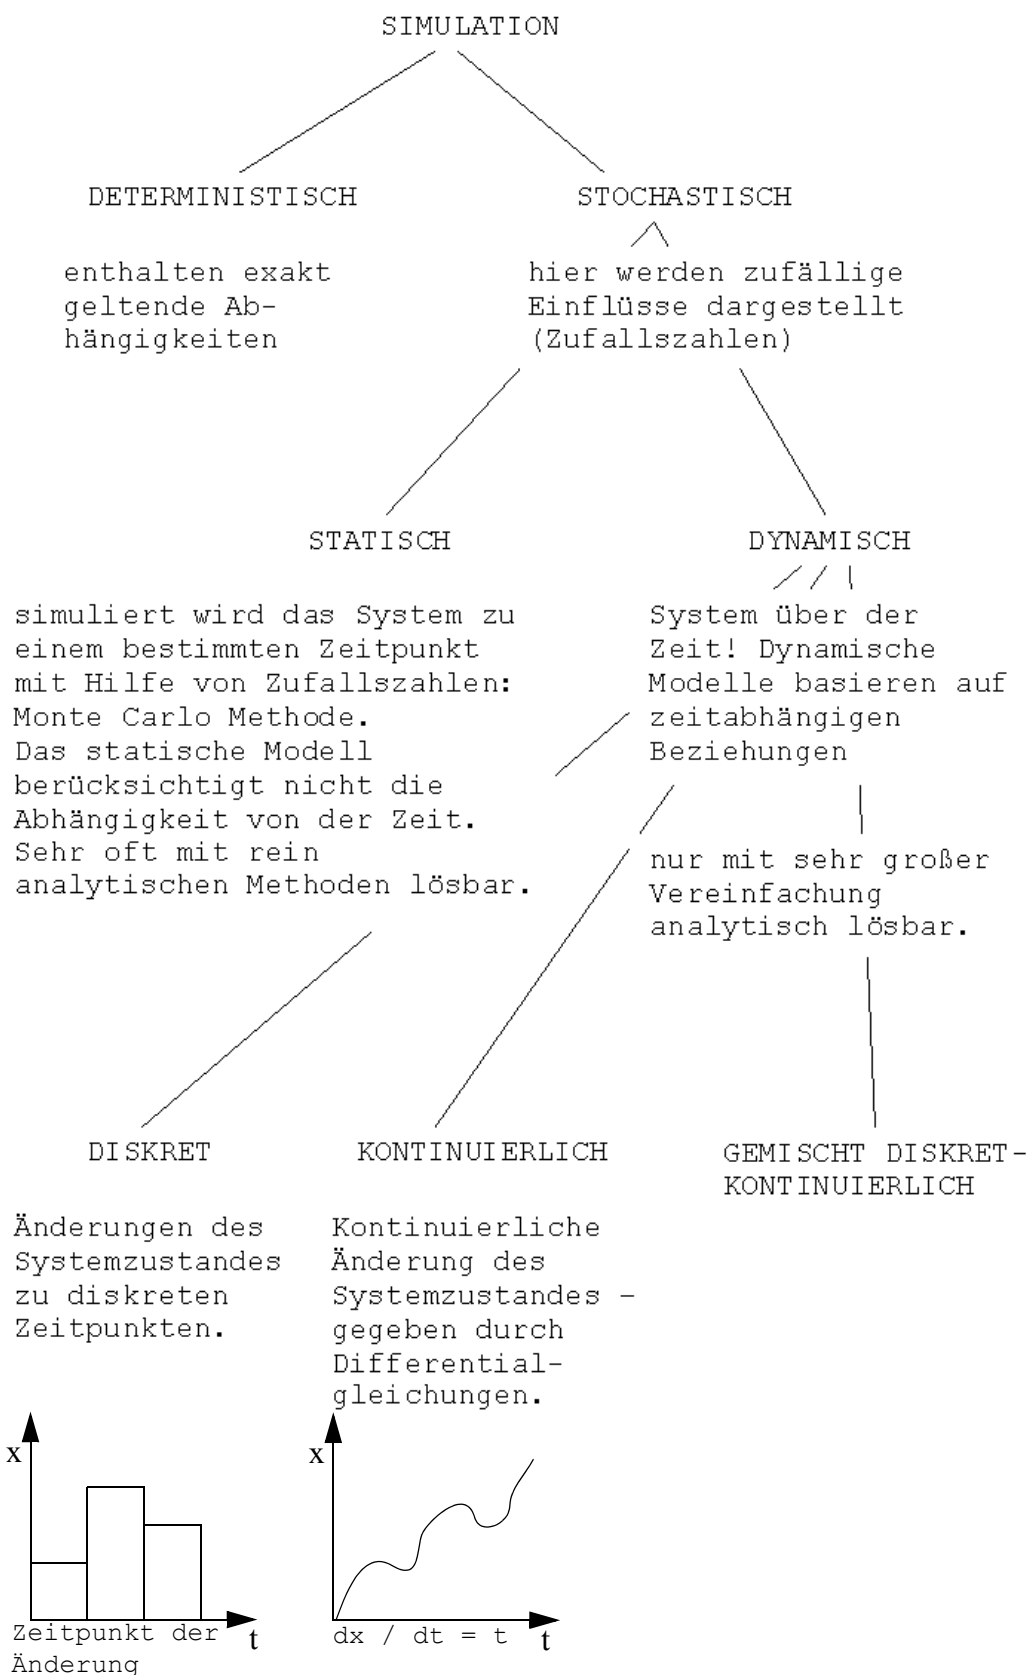 SIMULATION
DETERMINISTISCH
STOCHASTISCH
enthalten exakt
geltende Ab-
hängigkeiten
hier werden zufällige
Einflüsse dargestellt
(Zufallszahlen)
STATISCH
DYNAMISCH
simuliert wird das System zu
einem bestimmten Zeitpunkt
mit Hilfe von Zufallszahlen:
Monte Carlo Methode.
Das statische Modell
berücksichtigt nicht die
Abhängigkeit von der Zeit.
Sehr oft mit rein
analytischen Methoden lösbar.
System über der
Zeit! Dynamische
Modelle basieren auf
zeitabhängigen
Beziehungen
nur mit sehr großer
Vereinfachung
analytisch lösbar.
DISKRET
KONTINUIERLICH
GEMISCHT DISKRET-
KONTINUIERLICH
Änderungen des
Systemzustandes
zu diskreten
Zeitpunkten.
Kontinuierliche
Änderung des
Systemzustandes -
gegeben durch
Differential-
gleichungen.
x
t
Zeitpunkt der
Änderung
x
t
dx / dt = t